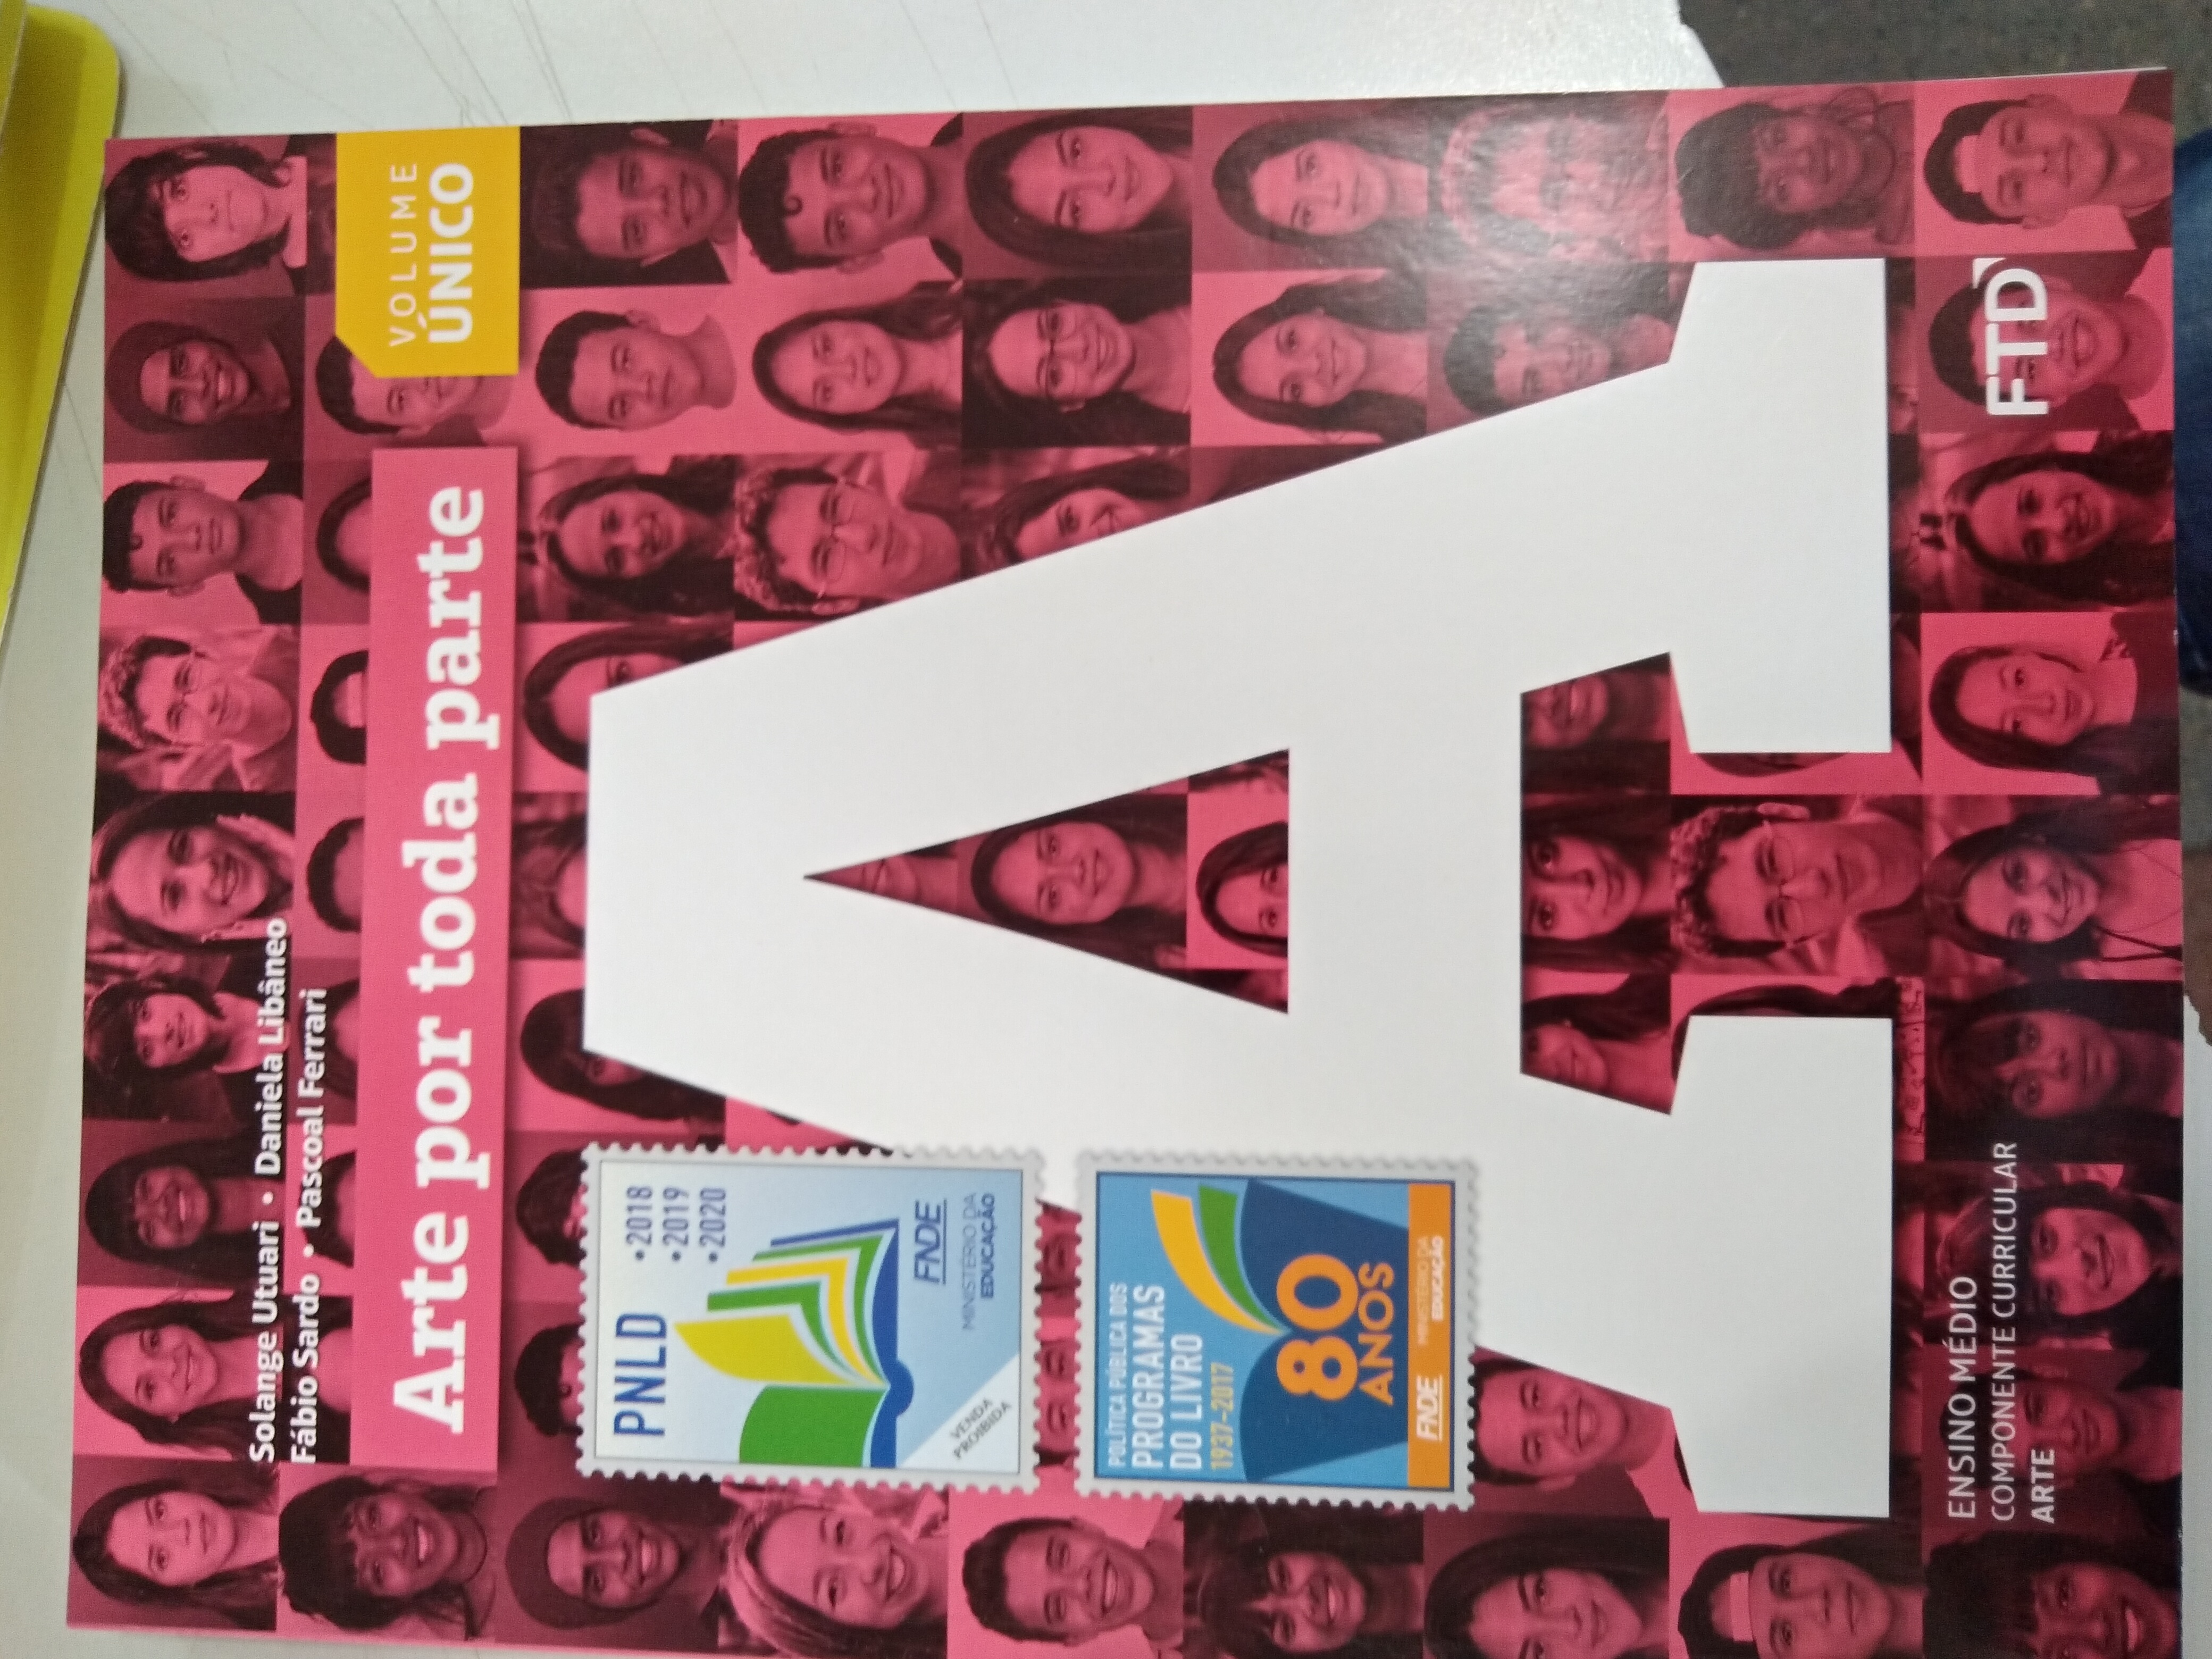 Solange Utuari • Daniela Libâneo
Fábio Sardo • Pascoal Ferrari
Arte por toda parte
VOLUME
ÚNICO
PNLD
•2018
•2019
•2020
FNDE
MINISTÉRIO DA
EDUCAÇÃO
VENDA
PROIBIDA
POLÍTICA PÚBLICA DOS
PROGRAMAS
DO LIVRO
1937-2017
80
ANOS
FNDE
MINISTÉRIO DA
EDUCAÇÃO
A
ENSINO MÉDIO
COMPONENTE CURRICULAR
ARTE
FTD